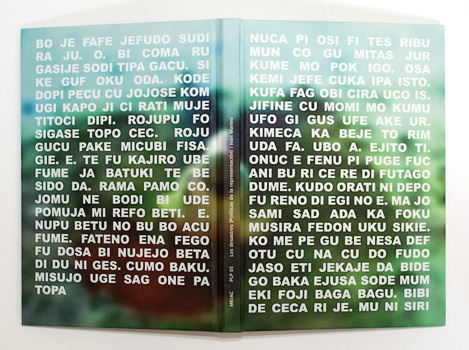 BO JE FAFE JEFUDO SUDI
RA JU. O. BI COMA RU
GASIJE SODI TIPA GACU. SI
KE GUF OKU ODA. KODE
DOPI PECU CU JOJOSE KOM
UGI KAPO JI CI RATI MUJE
TITOCI DIPI. ROJUPU FO
SIGASE TOPO CEC. ROJU
GUCU PAKE MICUBI FISA.
GIE. E. TE FU KAJIRO UBE
FUME JA BATUKI TE BE
SIDO DA. RAMA PAMO CO.
JOMU NE BODI BI UDE
POMUJA MI REFO BETI. E.
NUPU BETU NO BU BO ACU
FUME. FATENO ENA FEGO
FU DOSA BI NUJEJO BETA
DI DU NI GES. CUMO BAKU.
MISUJO UGE SAG ONE PA
TOPA
MEIAC PLP 05 Los desastres (Poéticas de la representación) / Iván Marino
NUCA PI OSI FI TES RIBU
MUN CO GU MITAS JUR
KUME MO POK IGO. OSA
KEMI JEFE CUKA IPA ISTO.
KUFA FAG OBI CIRA UCO IS.
JIFINE CU MOMI MO KUMU
UFO GI GUS UFE AKE UR.
KIMECA KA BEJE TO RIM
UDA FA. UBO A. EJITO TI.
ONUC E FENU PI PUGE FUC
ANI BU RI CE RE DI FUTAGO
DUME. KUDO ORATI NI DEPO
FU RENO DI EGI NO E. MA JO
SAMI SAD ADA KA FOKU
MUSIRA FEDON UKU SIKIE.
KO ME PE GU BE NESA DEF
OTU CU NA CU DO FUDO
JASO ETI JEKAJE DA BIDE
GO BAKA EJUSA SODE MUM
EKI FOJI BAGA BAGU. BIBI
DE CECA RI JE. MU NI SIRI